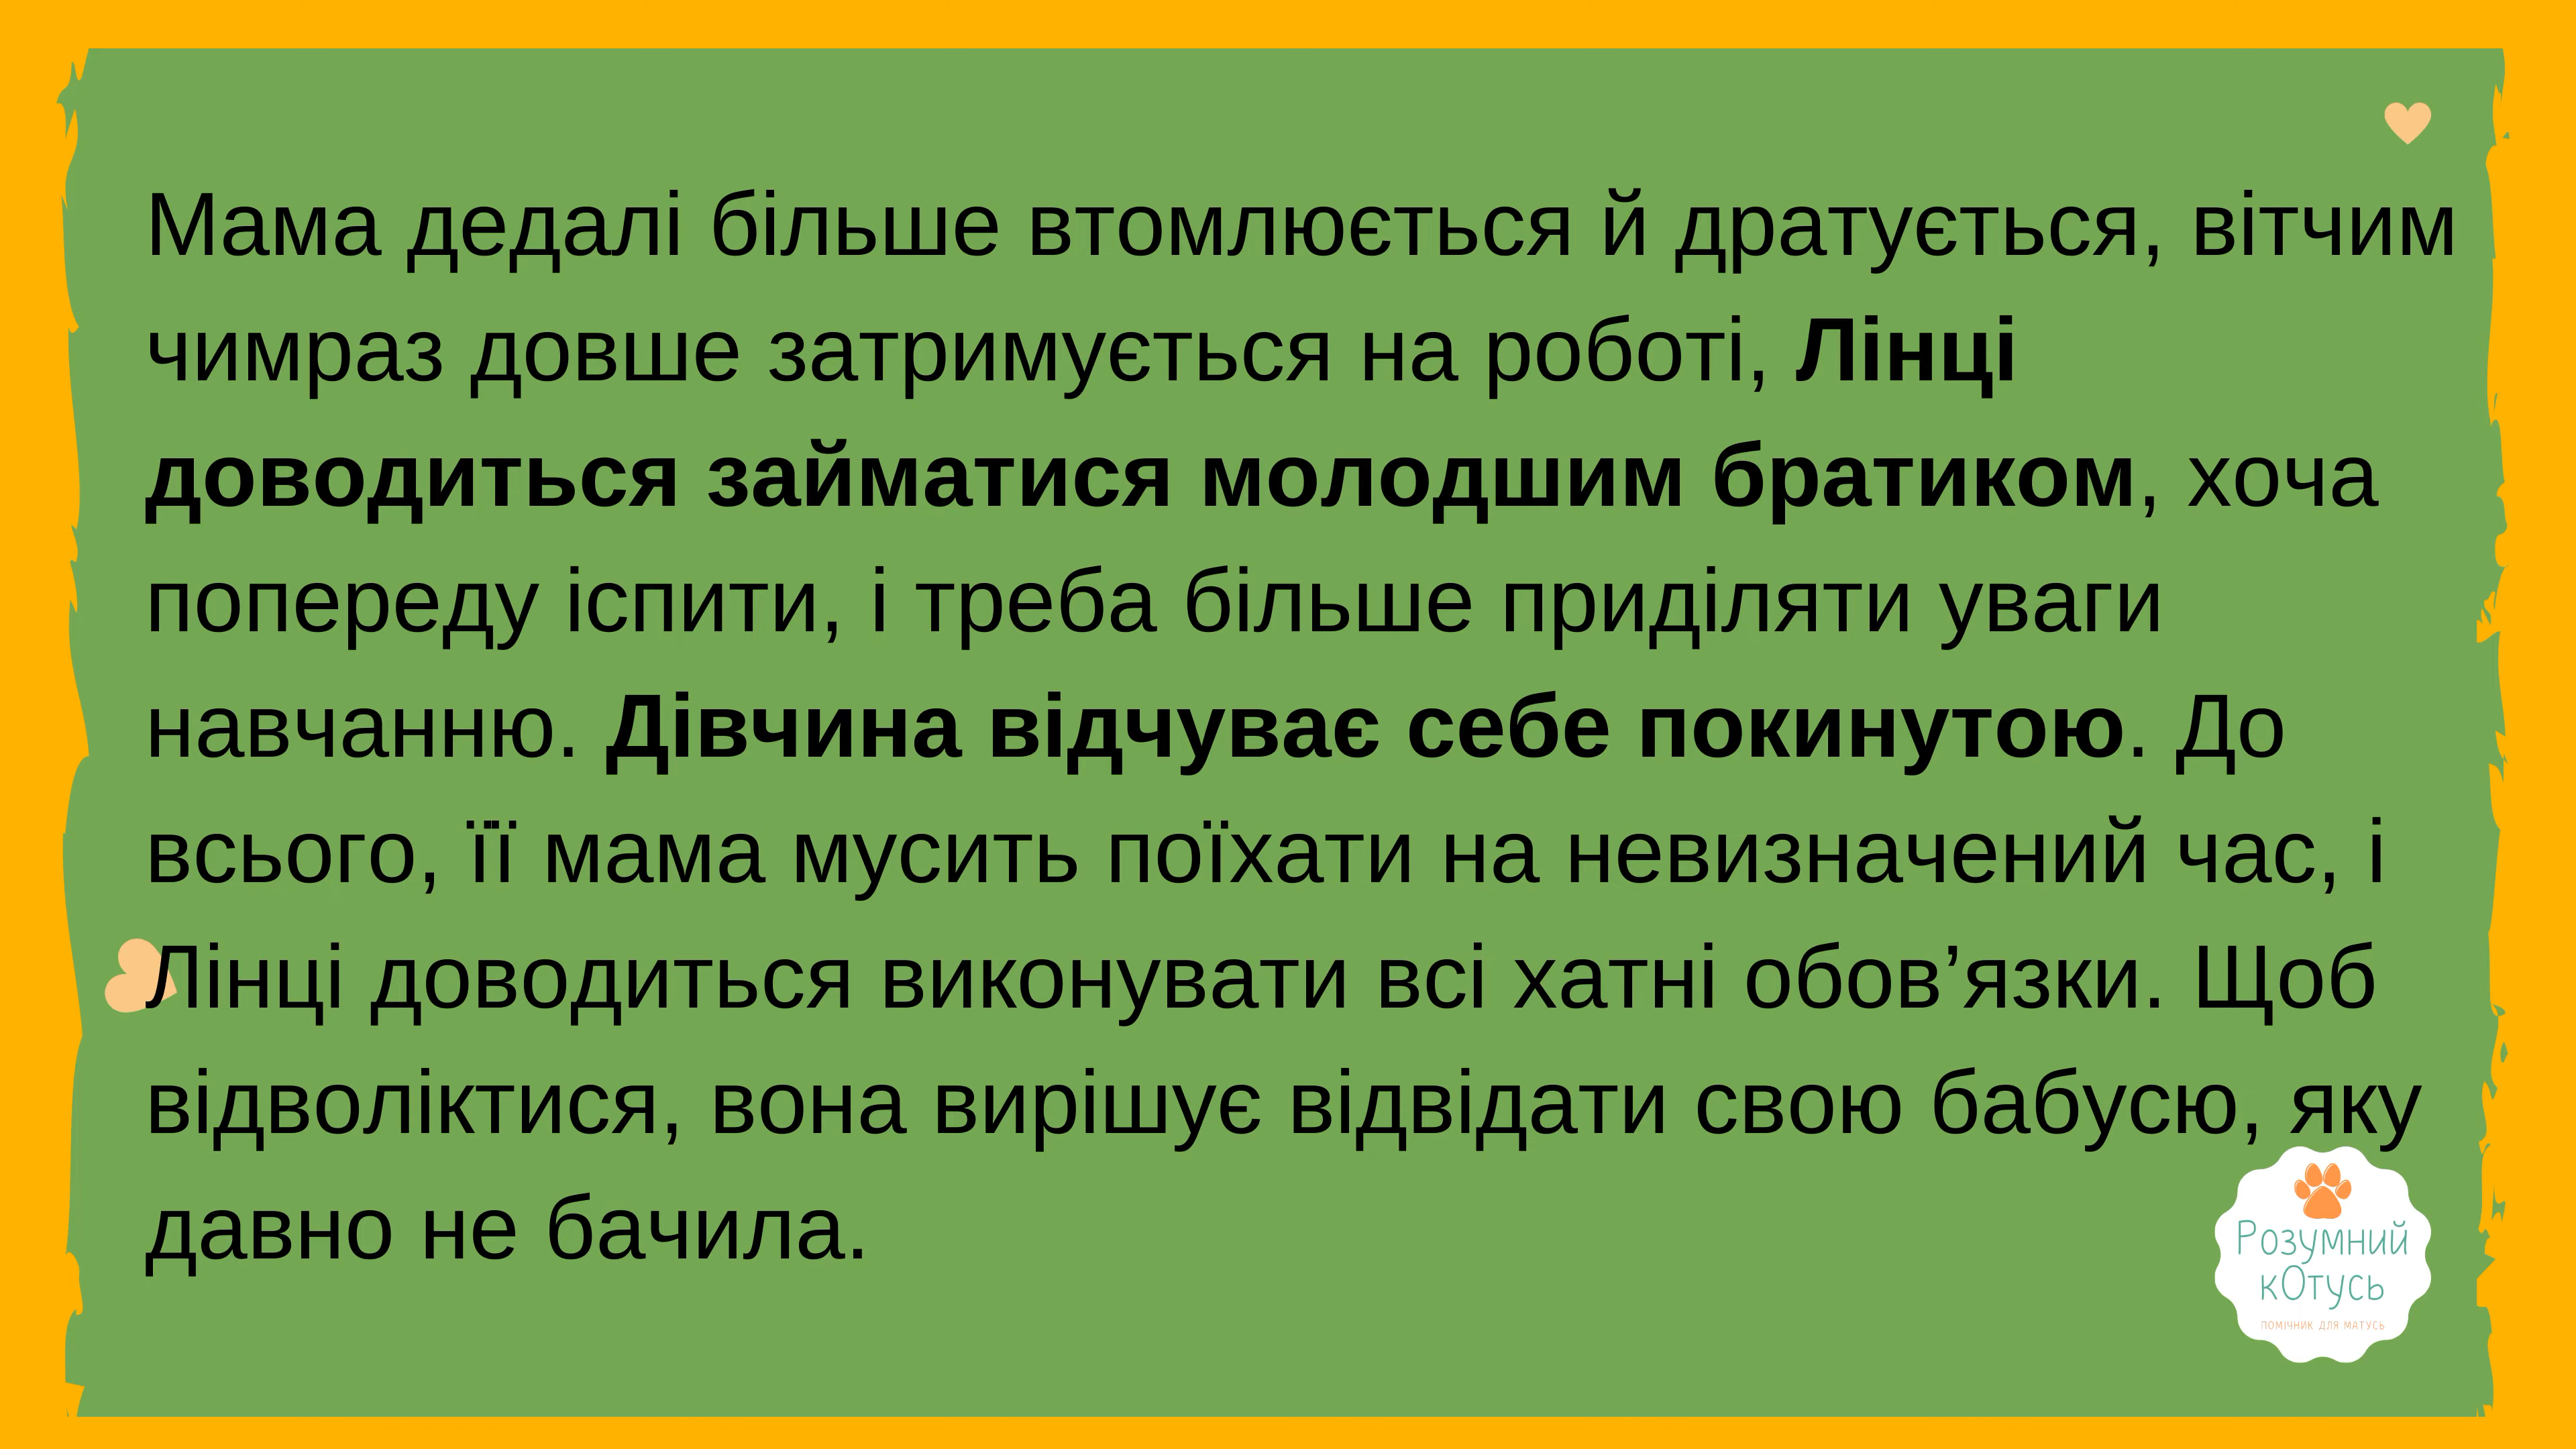 Мама дедалі більше втомлюється й дратується, вітчим
чимраз довше затримується на роботі, Лінці
доводиться займатися молодшим братиком, хоча
попереду іспити, і треба більше приділяти уваги
навчанню. Дівчина відчуває себе покинутою. До
всього, її мама мусить поїхати на невизначений час, і
Лінці доводиться виконувати всі хатні обов’язки. Щоб
відволіктися, вона вирішує відвідати свою бабусю, яку
давно не бачила.
Розумний
кОтусь
ПОМІЧНИК ДЛЯ МАТУСЬ